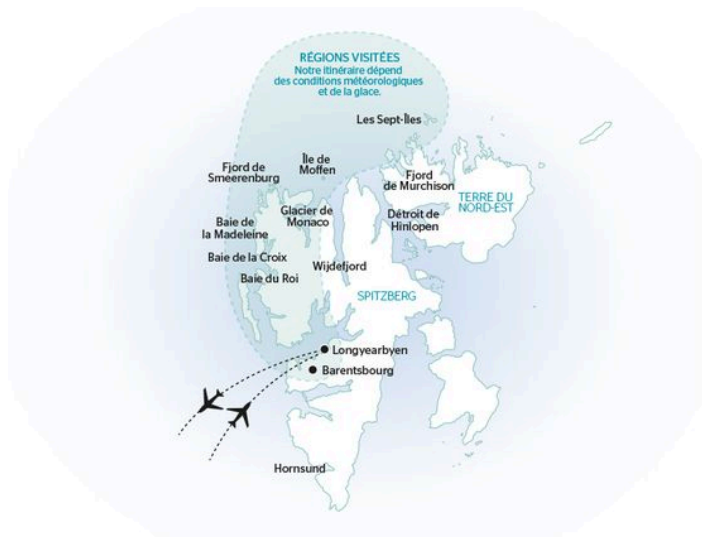 RÉGIONS VISITÉES
Notre itinéraire dépend
des conditions météorologiques
et de la glace.
Les Sept-Îles
Île de
Moffen
Fjord de
Smeerenburg
Fjord
de Murchison
TERRE DU
NORD-EST
Glacier de
Monaco
Détroit de
Hinlopen
Baie de
la Madeleine
Baie de la Croix
Wijdefjord
Baie du Roi
SPITZBERG
Longyearbyen
Barentsbourg
Hornsund